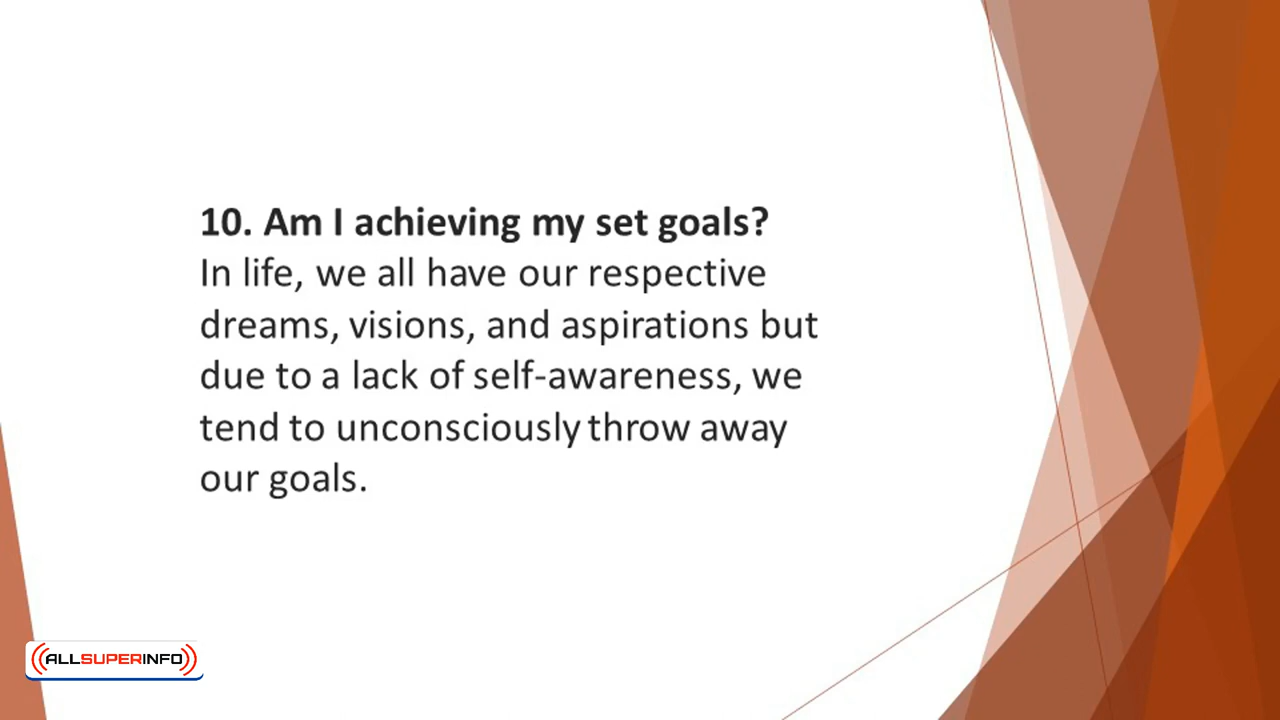 10. Am I achieving my set goals?
In life, we all have our respective
dreams, visions, and aspirations but
due to a lack of self-awareness, we
tend to unconsciously throw away
our goals.
ALLSUPERINFO